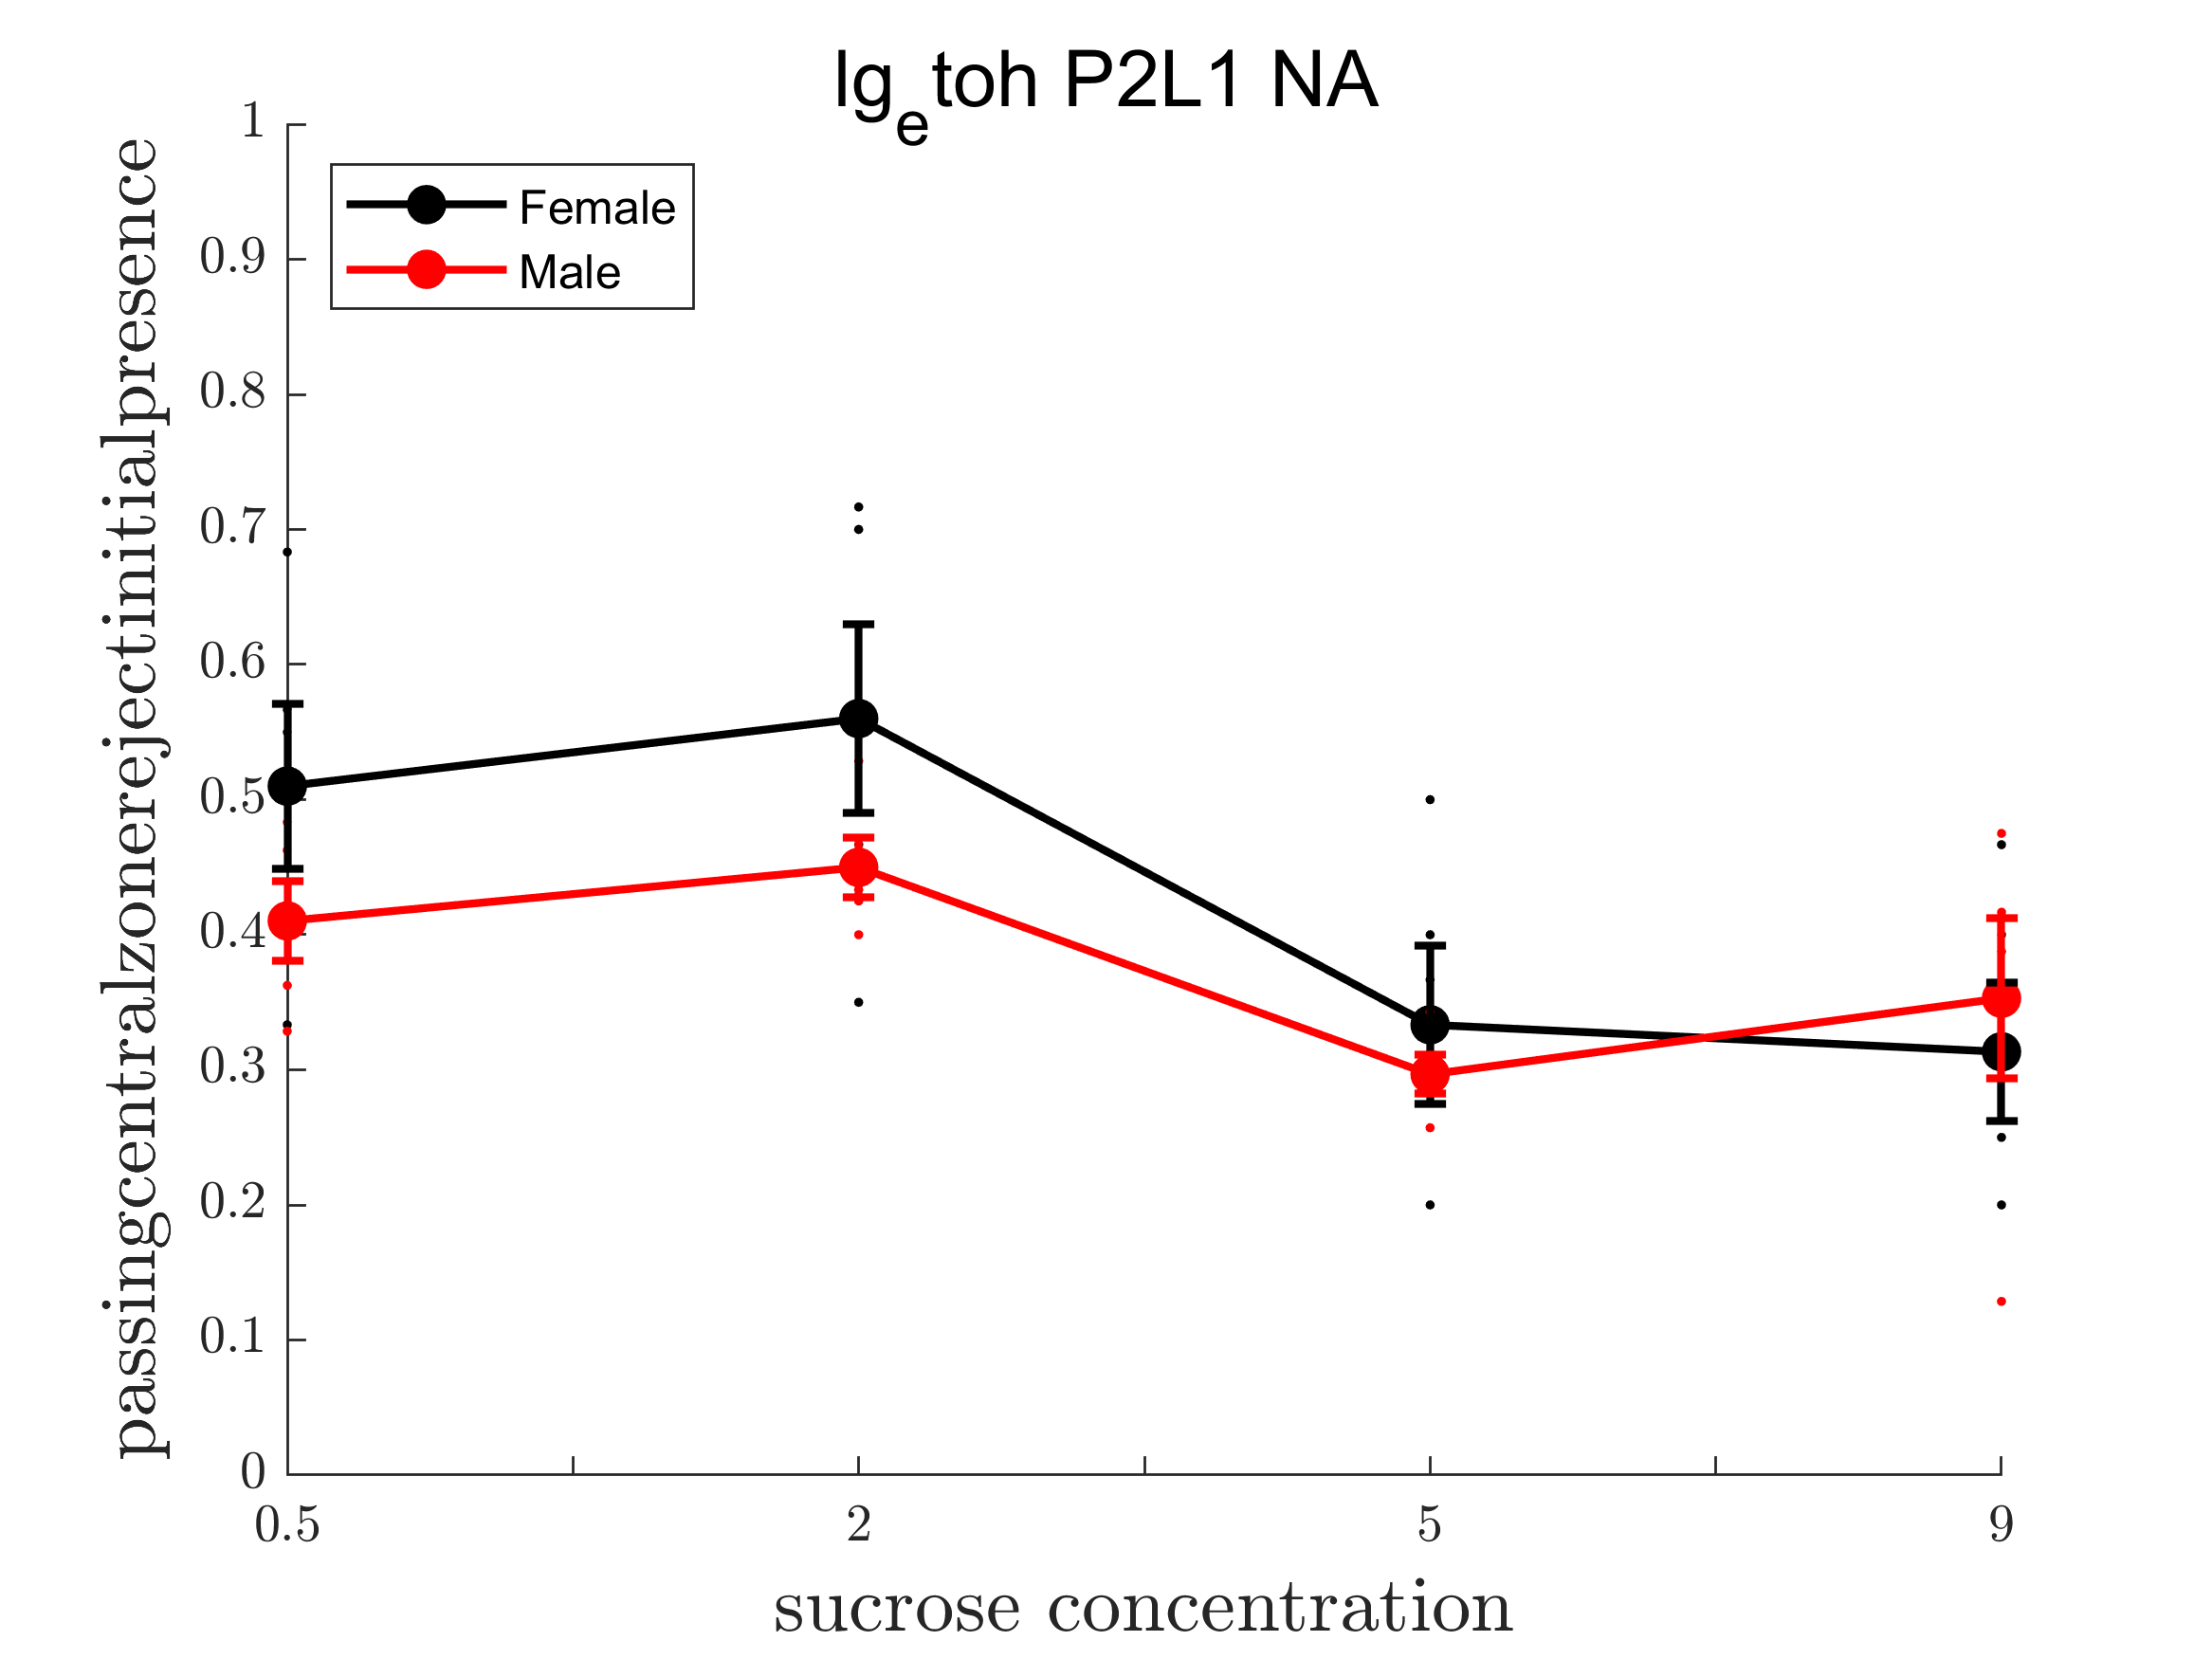 lg_etoh P2L1 NA
passingcentralzonerejectinitialpresence
1
0.9
0.8
0.7
0.6
0.5
0.4
0.3
0.2
0.1
0
Female
Male
0.5 2 5 9
sucrose concentration